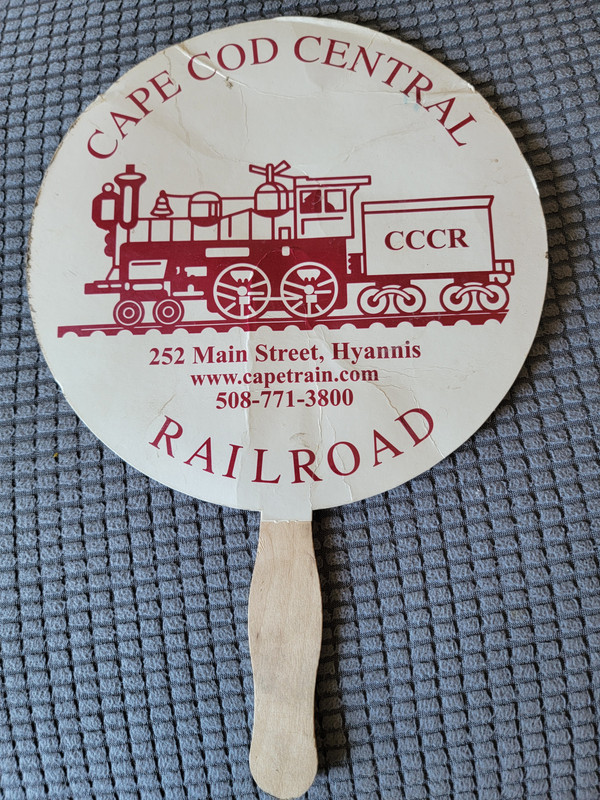 CAPE COD CENTRAL
CCCR
252 Main Street, Hyannis
www.capetrain.com
508-771-3800
RAILROAD